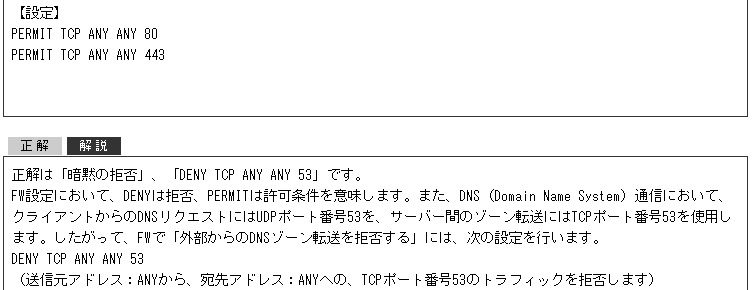 【設定】
PERMIT TCP ANY ANY 80
PERMIT TCP ANY ANY 443
正解 解説
正解は「暗黙の拒否」、「DENY TCP ANY ANY 53」です。
FW設定において、DENYは拒否、PERMITは許可条件を意味します。また、DNS（Domain Name System）通信において、
クライアントからのDNSリクエストにはUDPポート番号53を、サーバー間のゾーン転送にはTCPポート番号53を使用し
ます。したがって、FWで「外部からのDNSゾーン転送を拒否する」には、次の設定を行います。
DENY TCP ANY ANY 53
（送信元アドレス：ANYから、宛先アドレス：ANYへの、TCPポート番号53のトラフィックを拒否します）